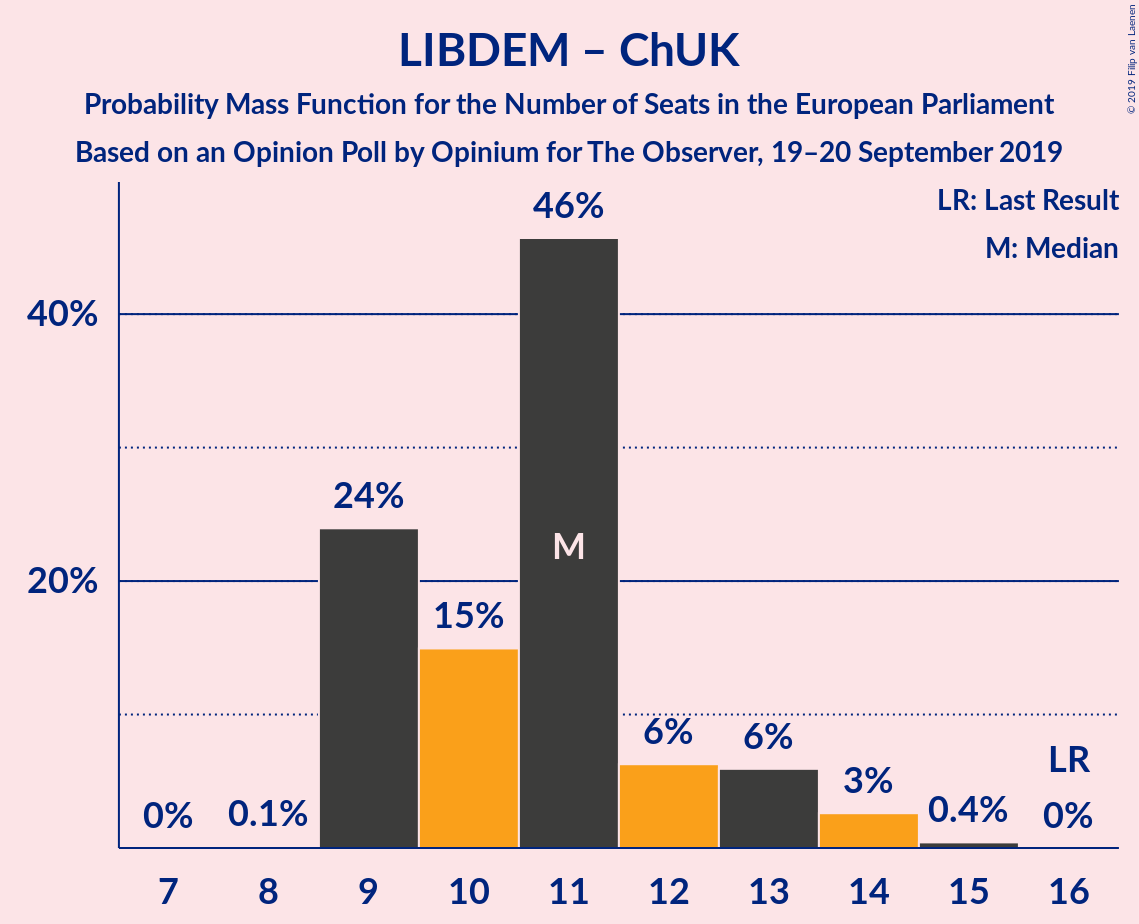 LIBDEM – ChUK
Probability Mass Function for the Number of Seats in the European Parliament
Based on an Opinion Poll by Opinium for The Observer, 19–20 September 2019
© 2019 Filip van Laenen
LR: Last Result
M: Median
40%
20%
0%
0.1%
24%
15%
46%
M
6%
6%
3%
0.4%
LR
0%
7 8 9 10 11 12 13 14 15 16